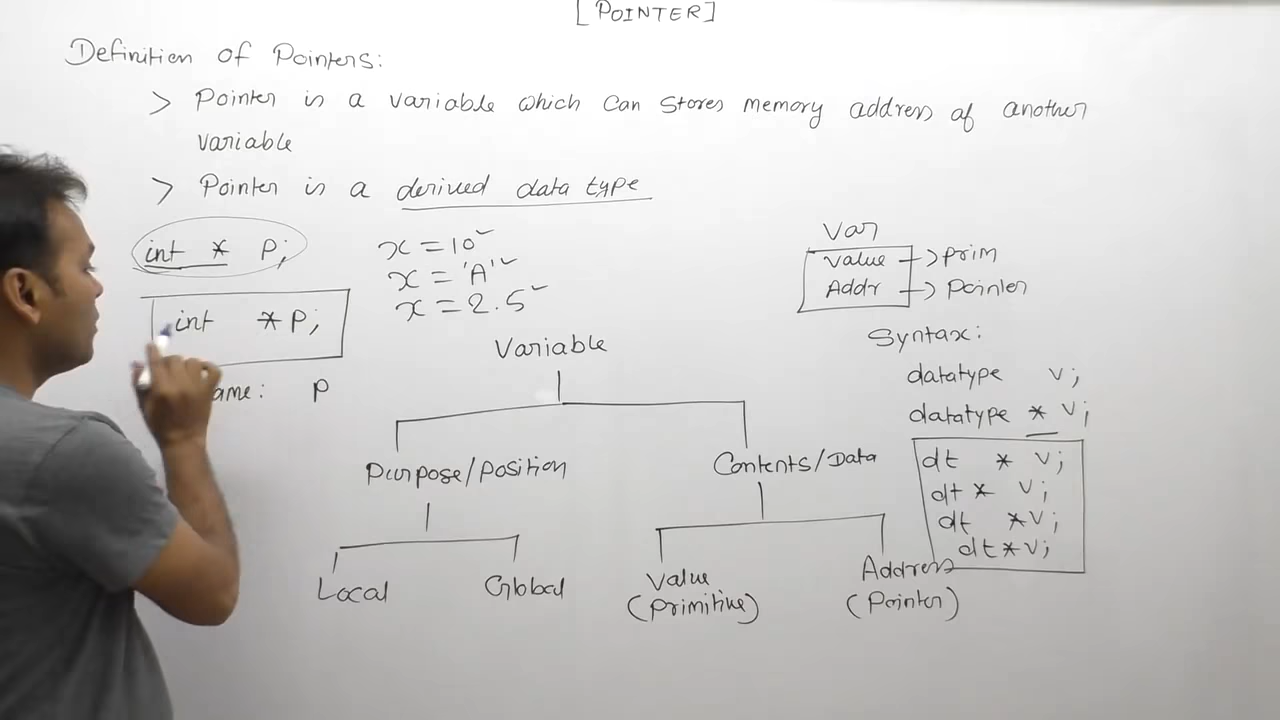 [POINTER]
Definition of Pointers:
> Pointer is a variable which can stores memory address of another
variable
> Pointer is a derived data type
int * P;
x = 10
x = 'A'
x = 2.5
int *P;
ame: P
Var
Value → prim
Addr → Pointer
Syntax:
datatype v;
datatype * v;
dt * v;
dt* v;
dt *v;
dt*v;
Variable
Purpose/Position
Contents/Data
Local
Global
Value
(Primitive)
Address
(Pointer)